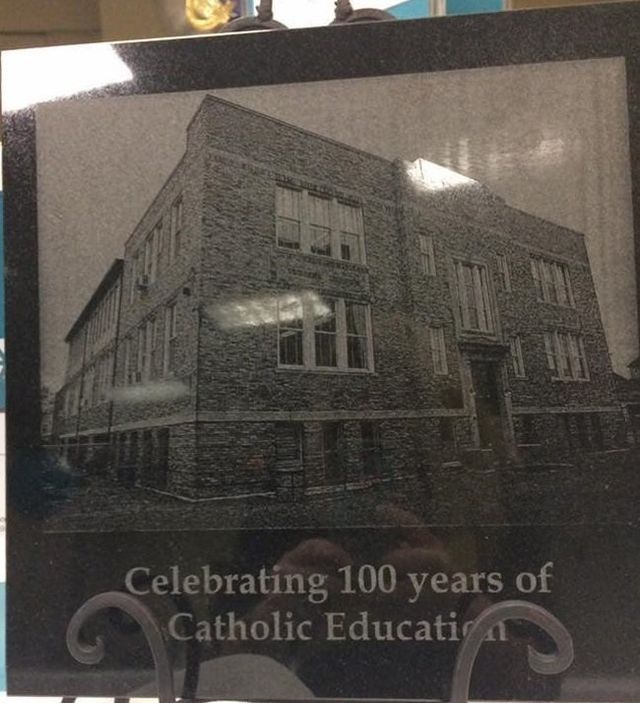 Celebrating 100 years of
Catholic Education